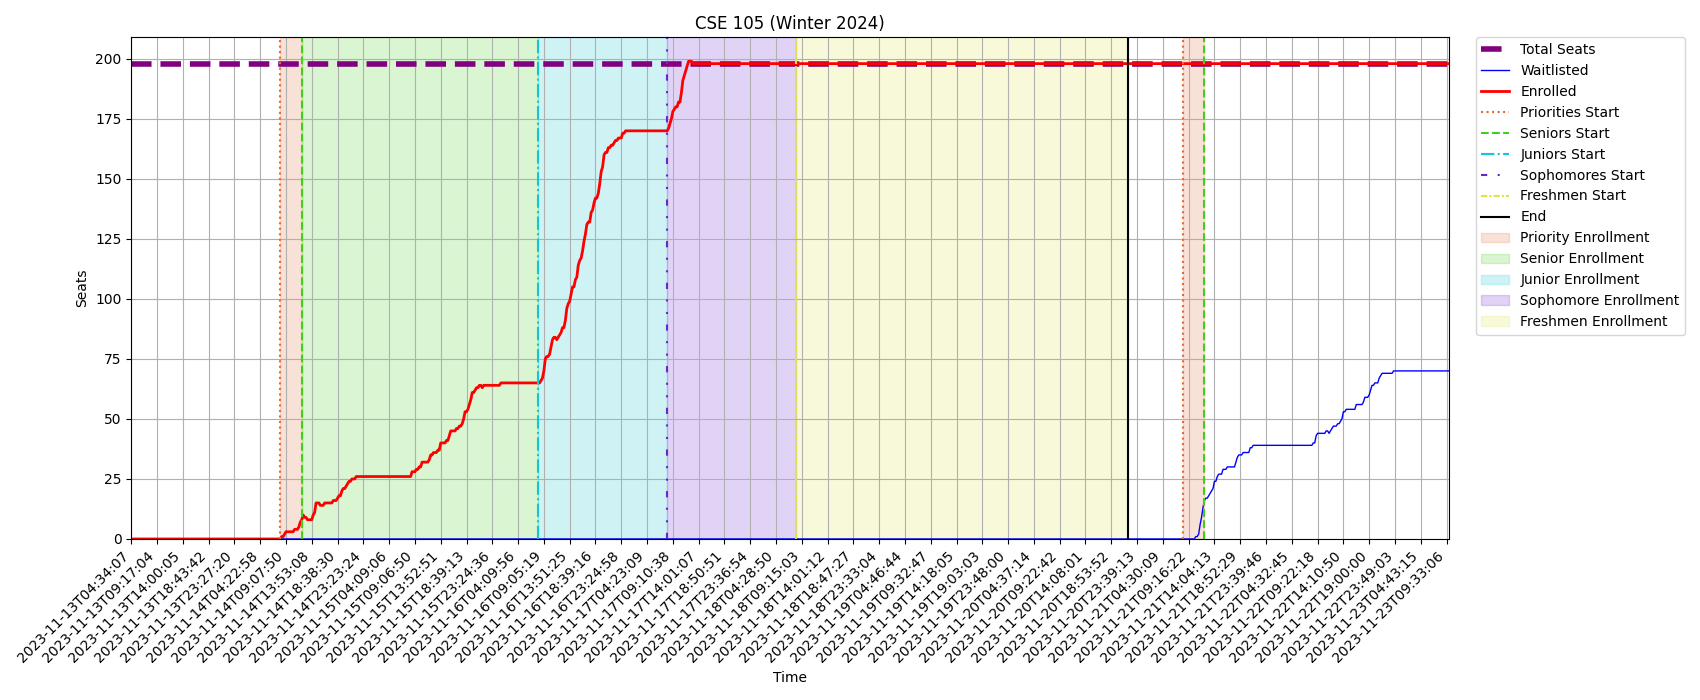 CSE 105 (Winter 2024)
Seats
200
175
150
125
100
75
50
25
0
2023-11-13T04:34:07
2023-11-13T09:17:04
2023-11-13T14:00:05
2023-11-13T18:43:42
2023-11-13T23:27:20
2023-11-14T04:22:58
2023-11-14T09:07:50
2023-11-14T13:53:08
2023-11-14T18:38:30
2023-11-14T23:23:24
2023-11-15T04:09:06
2023-11-15T09:06:50
2023-11-15T13:52:51
2023-11-15T18:39:13
2023-11-15T23:24:36
2023-11-16T04:09:56
2023-11-16T09:05:19
2023-11-16T13:51:25
2023-11-16T18:39:16
2023-11-16T23:24:58
2023-11-17T04:23:09
2023-11-17T09:10:38
2023-11-17T14:01:07
2023-11-17T18:50:51
2023-11-17T23:36:54
2023-11-18T04:28:50
2023-11-18T09:15:03
2023-11-18T14:01:12
2023-11-18T18:47:27
2023-11-18T23:33:04
2023-11-19T04:46:44
2023-11-19T09:32:47
2023-11-19T14:18:05
2023-11-19T19:03:03
2023-11-19T23:48:00
2023-11-20T04:37:14
2023-11-20T09:22:42
2023-11-20T14:08:01
2023-11-20T18:53:52
2023-11-20T23:39:13
2023-11-21T04:30:09
2023-11-21T09:16:22
2023-11-21T14:04:13
2023-11-21T18:52:29
2023-11-21T23:39:46
2023-11-22T04:32:45
2023-11-22T09:22:18
2023-11-22T14:10:50
2023-11-22T19:00:00
2023-11-22T23:49:03
2023-11-23T04:43:15
2023-11-23T09:33:06
Time
Total Seats
Waitlisted
Enrolled
Priorities Start
Seniors Start
Juniors Start
Sophomores Start
Freshmen Start
End
Priority Enrollment
Senior Enrollment
Junior Enrollment
Sophomore Enrollment
Freshmen Enrollment